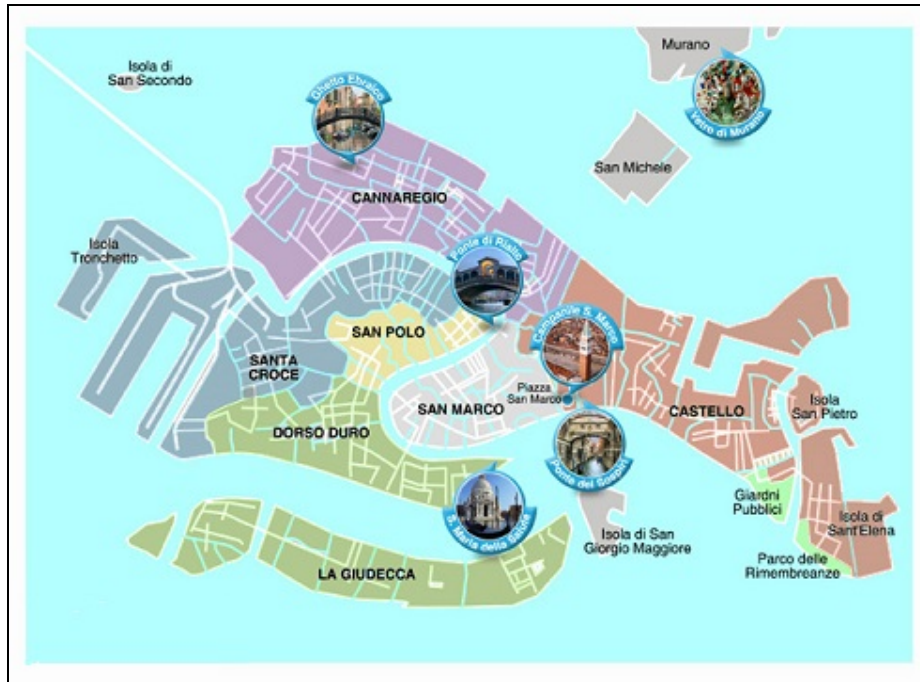 Murano
Isola di
San Secondo
Ghetto Ebraico
Vetro di Murano
San Michele
CANNAREGIO
Isola
Tronchetto
Ponte di Rialto
Campanile S. Marco
SAN POLO
SANTA
CROCE
Piazza
San Marco
SAN MARCO
CASTELLO
Isola
San Pietro
DORSO DURO
Ponte dei Sospiri
S. Maria della Salute
Giardni
Pubblici
Isola di
Sant'Elena
Isola di San
Giorgio Maggiore
Parco delle
Rimembreanze
LA GIUDECCA